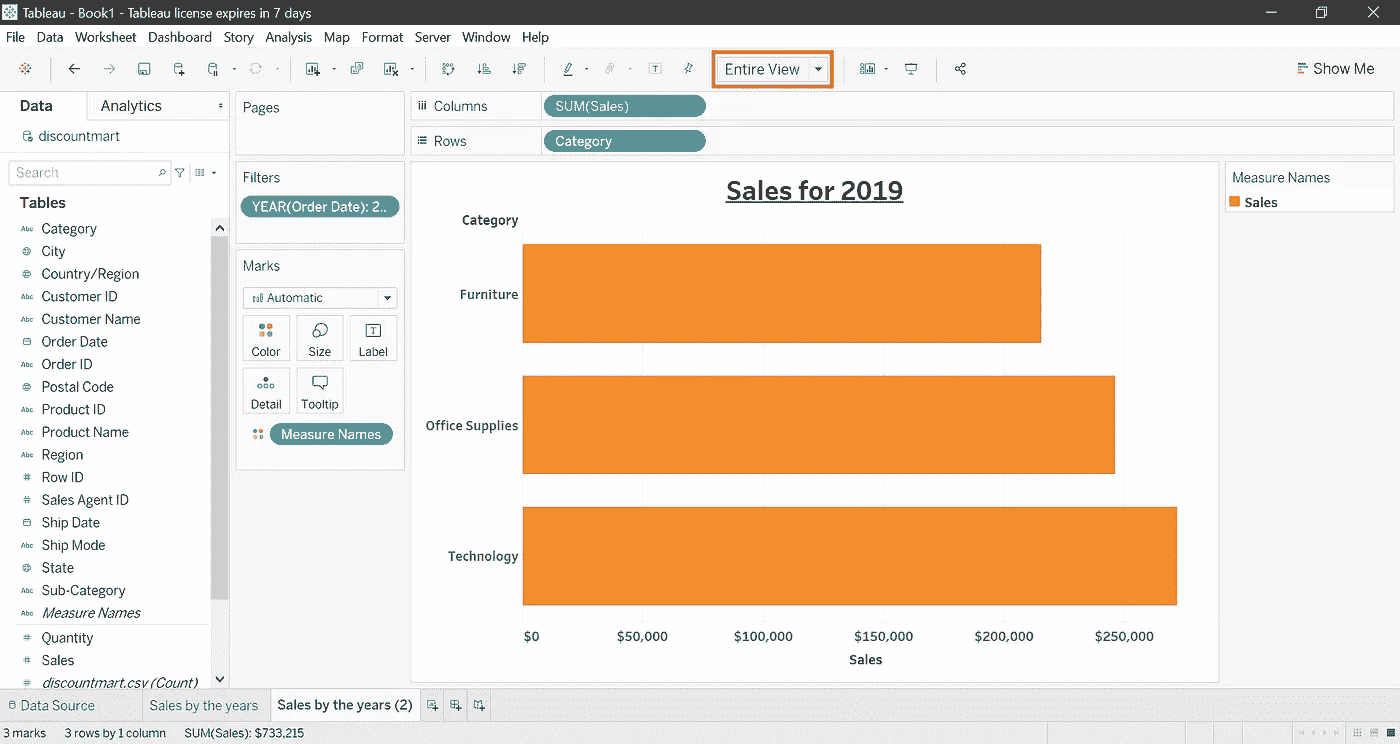 Tableau - Book1 - Tableau license expires in 7 days
File Data Worksheet Dashboard Story Analysis Map Format Server Window Help
Entire View
Show Me
Data Analytics
discountmart
Search
Tables
Abc Category
City
Country/Region
Abc Customer ID
Abc Customer Name
Order Date
Abc Order ID
Postal Code
Abc Product ID
Abc Product Name
Abc Region
# Row ID
# Sales Agent ID
Ship Date
Abc Ship Mode
State
Abc Sub-Category
Abc Measure Names
# Quantity
# Sales
# discountmart.csv (Count)
Pages
Filters
YEAR(Order Date): 2..
Marks
Automatic
Color Size T Label
Detail Tooltip
Measure Names
Columns SUM(Sales)
Rows Category
Sales for 2019
Category
Furniture
Office Supplies
Technology
$0 $50,000 $100,000 $150,000 $200,000 $250,000
Sales
Measure Names
Sales
Data Source Sales by the years Sales by the years (2)
3 marks 3 rows by 1 column SUM(Sales): $733,215